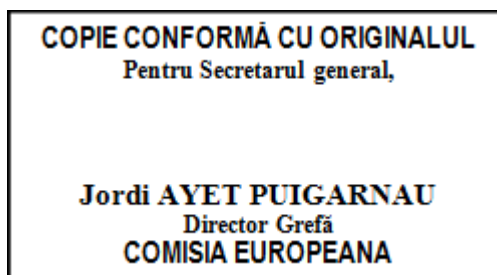 COPIE CONFORMĂ CU ORIGINALUL
Pentru Secretarul general,
Jordi AYET PUIGARNAU
Director Grefă
COMISIA EUROPEANA